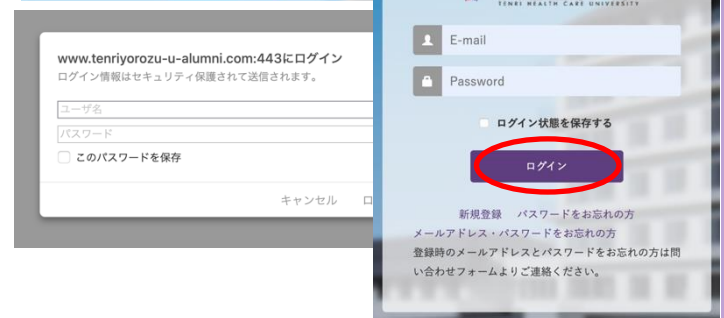 www.tenriyorozu-u-alumni.com:443にログイン
ログイン情報はセキュリティ保護されて送信されます。
ユーザ名
パスワード
このパスワードを保存
キャンセル
TENRI HEALTH CARE UNIVERSITY
E-mail
Password
ログイン状態を保存する
ログイン
新規登録 パスワードをお忘れの方
メールアドレス・パスワードをお忘れの方
登録時のメールアドレスとパスワードをお忘れの方は問
い合わせフォームよりご連絡ください。